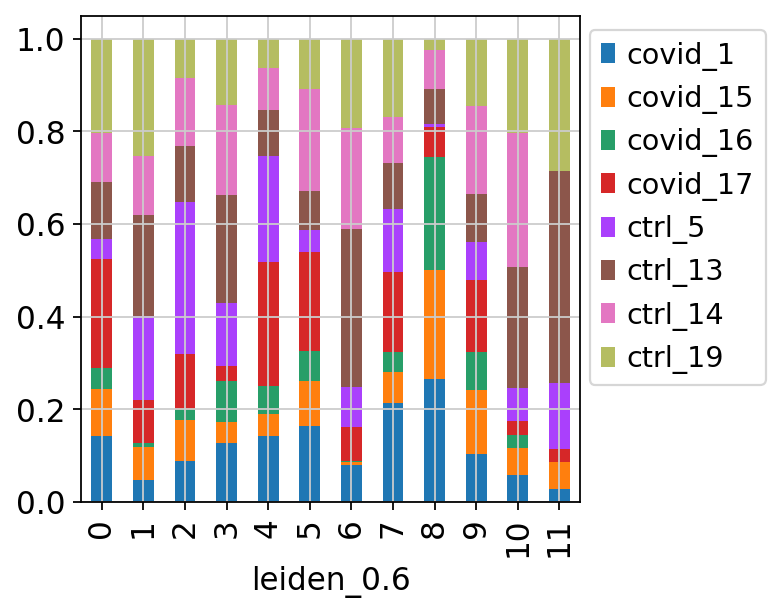 1.0
0.8
0.6
0.4
0.2
0.0
0 1 2 3 4 5 6 7 8 9 10 11
leiden_0.6
covid_1
covid_15
covid_16
covid_17
ctrl_5
ctrl_13
ctrl_14
ctrl_19